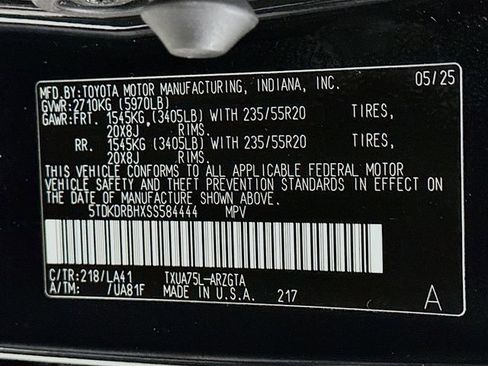 MFD.BY:TOYOTA MOTOR MANUFACTURING, INDIANA, INC. 05/25
GVWR:2710KG (5970LB)
GAWR:FRT. 1545KG,(3405LB) WITH 235/55R20 TIRES,
20X8J RIMS.
RR. 1545KG (3405LB) WITH 235/55R20 TIRES,
20X8J RIMS.
THIS VEHICLE CONFORMS TO ALL APPLICABLE FEDERAL MOTOR
VEHICLE SAFETY AND THEFT PREVENTION STANDARDS IN EFFECT ON
THE DATE OF MANUFACTURE SHOWN ABOVE.
5TDKDRBHXSS584444 MPV
C/TR:218/LA41 TXUA75L-ARZGTA
A/TM: /UA81F MADE IN U.S.A. 217 A